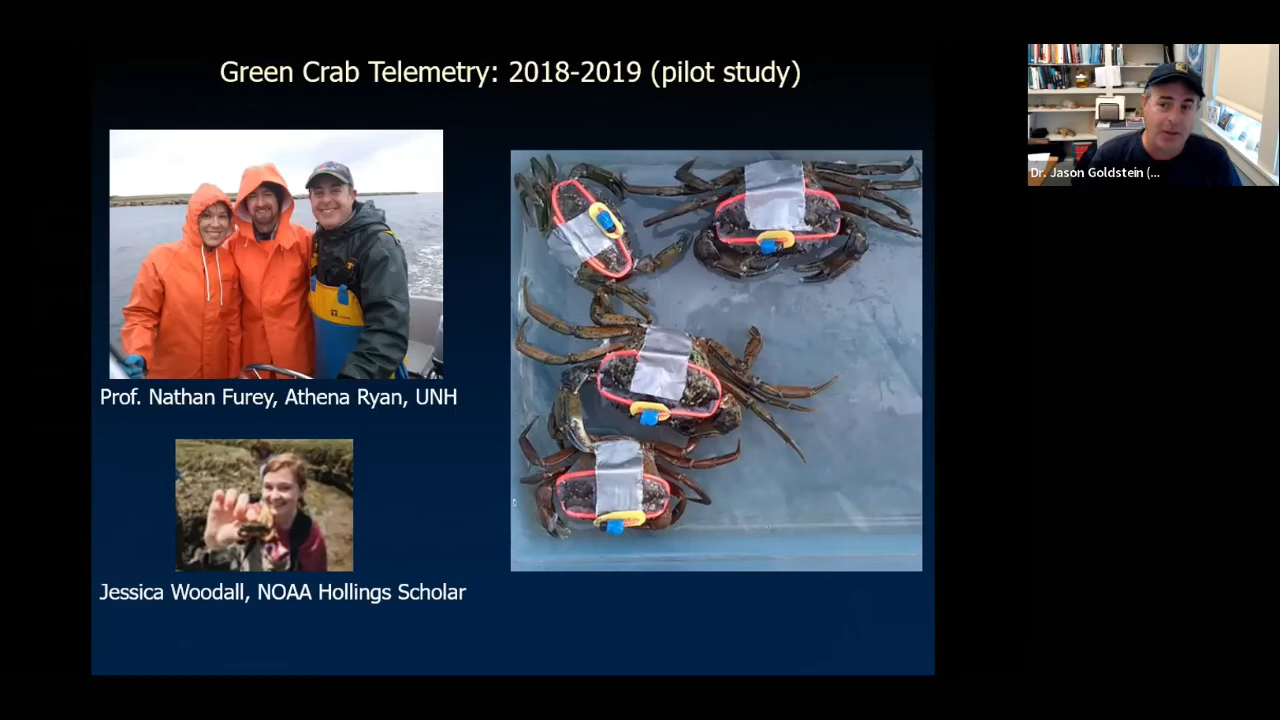 Green Crab Telemetry: 2018-2019 (pilot study)
Prof. Nathan Furey, Athena Ryan, UNH
Jessica Woodall, NOAA Hollings Scholar
Dr. Jason Goldstein (...